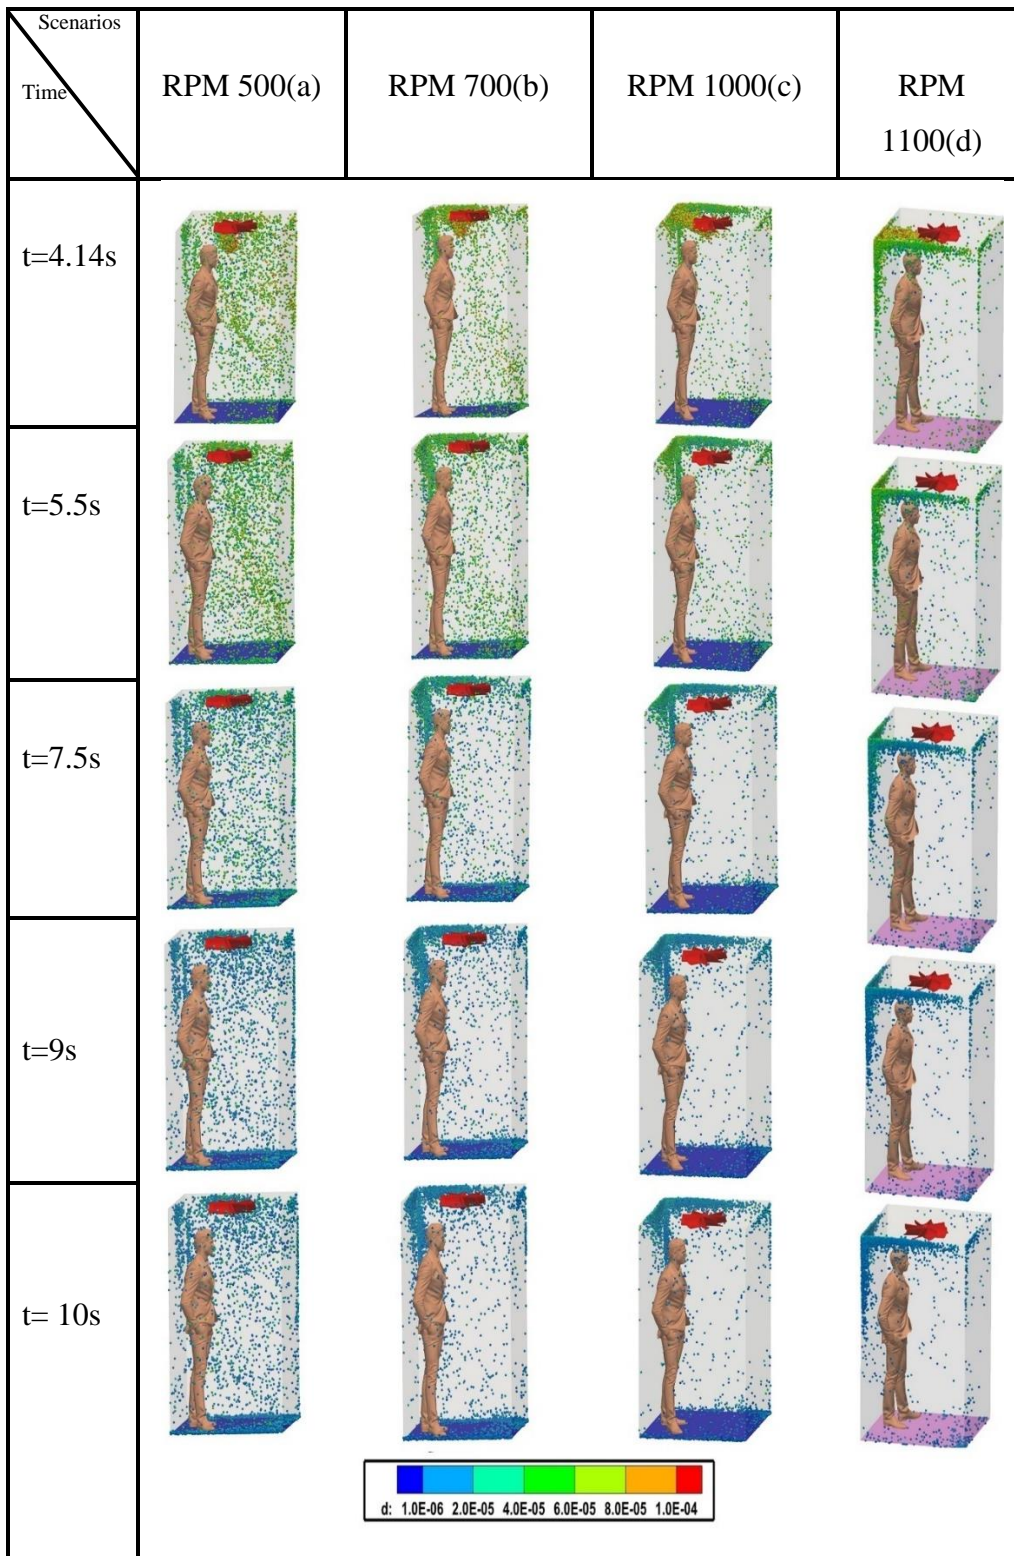 Scenarios
Time
RPM 500(a)
RPM 700(b)
RPM 1000(c)
RPM
1100(d)
t=4.14s
t=5.5s
t=7.5s
t=9s
t= 10s
d: 1.0E-06 2.0E-05 4.0E-05 6.0E-05 8.0E-05 1.0E-04